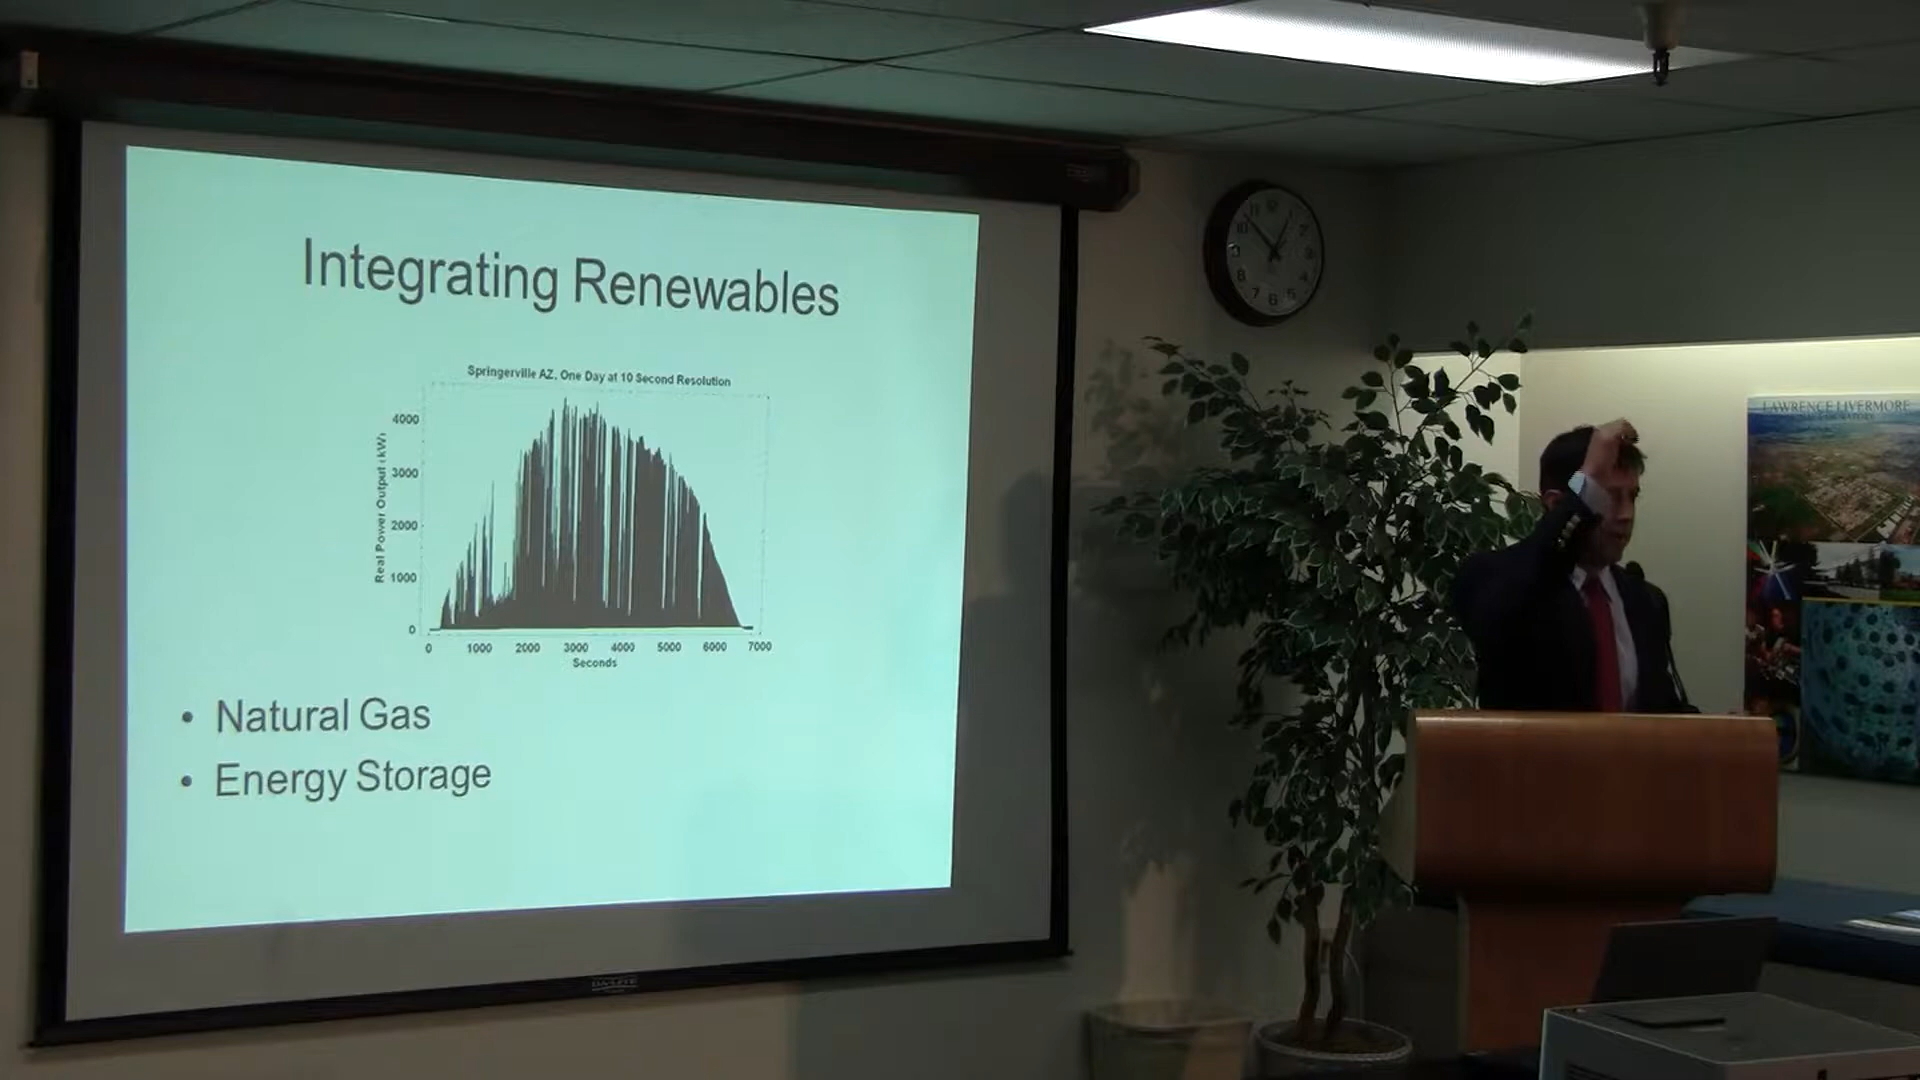 Integrating Renewables
Springerville AZ, One Day at 10 Second Resolution
Real Power Output (kW)
4000
3000
2000
1000
0
0 1000 2000 3000 4000 5000 6000 7000
Seconds
• Natural Gas
• Energy Storage
LAWRENCE LIVERMORE